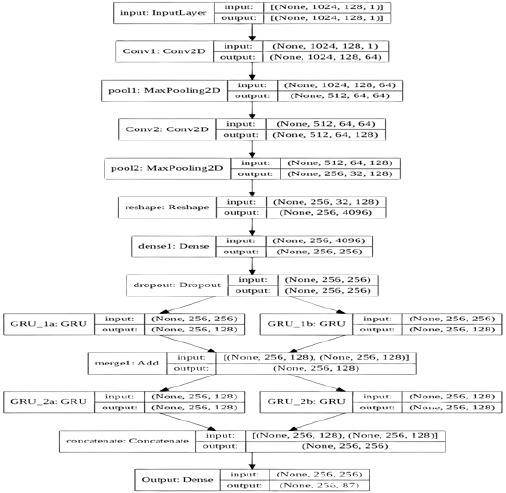 input: InputLayer input: [(None, 1024, 128, 1)]
output: [(None, 1024, 128, 1)]
Conv1: Conv2D input: (None, 1024, 128, 1)
output: (None, 1024, 128, 64)
pool1: MaxPooling2D input: (None, 1024, 128, 64)
output: (None, 512, 64, 64)
Conv2: Conv2D input: (None, 512, 64, 64)
output: (None, 512, 64, 128)
pool2: MaxPooling2D input: (None, 512, 64, 128)
output: (None, 256, 32, 128)
reshape: Reshape input: (None, 256, 32, 128)
output: (None, 256, 4096)
dense1: Dense input: (None, 256, 4096)
output: (None, 256, 256)
dropout: Dropout input: (None, 256, 256)
output: (None, 256, 256)
GRU_1a: GRU input: (None, 256, 256)
output: (None, 256, 128)
GRU_1b: GRU input: (None, 256, 256)
output: (None, 256, 128)
merge1: Add input: [(None, 256, 128), (None, 256, 128)]
output: (None, 256, 128)
GRU_2a: GRU input: (None, 256, 128)
output: (None, 256, 128)
GRU_2b: GRU input: (None, 256, 128)
output: (None, 256, 128)
concatenate: Concatenate input: [(None, 256, 128), (None, 256, 128)]
output: (None, 256, 256)
Output: Dense input: (None, 256, 256)
output: (None, 256, 87)